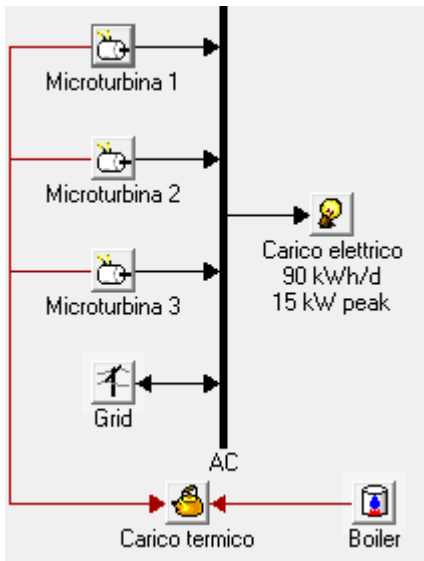 Microturbina 1
Microturbina 2
Carico elettrico
90 kWh/d
15 kW peak
Microturbina 3
Grid
AC
Carico termico
Boiler